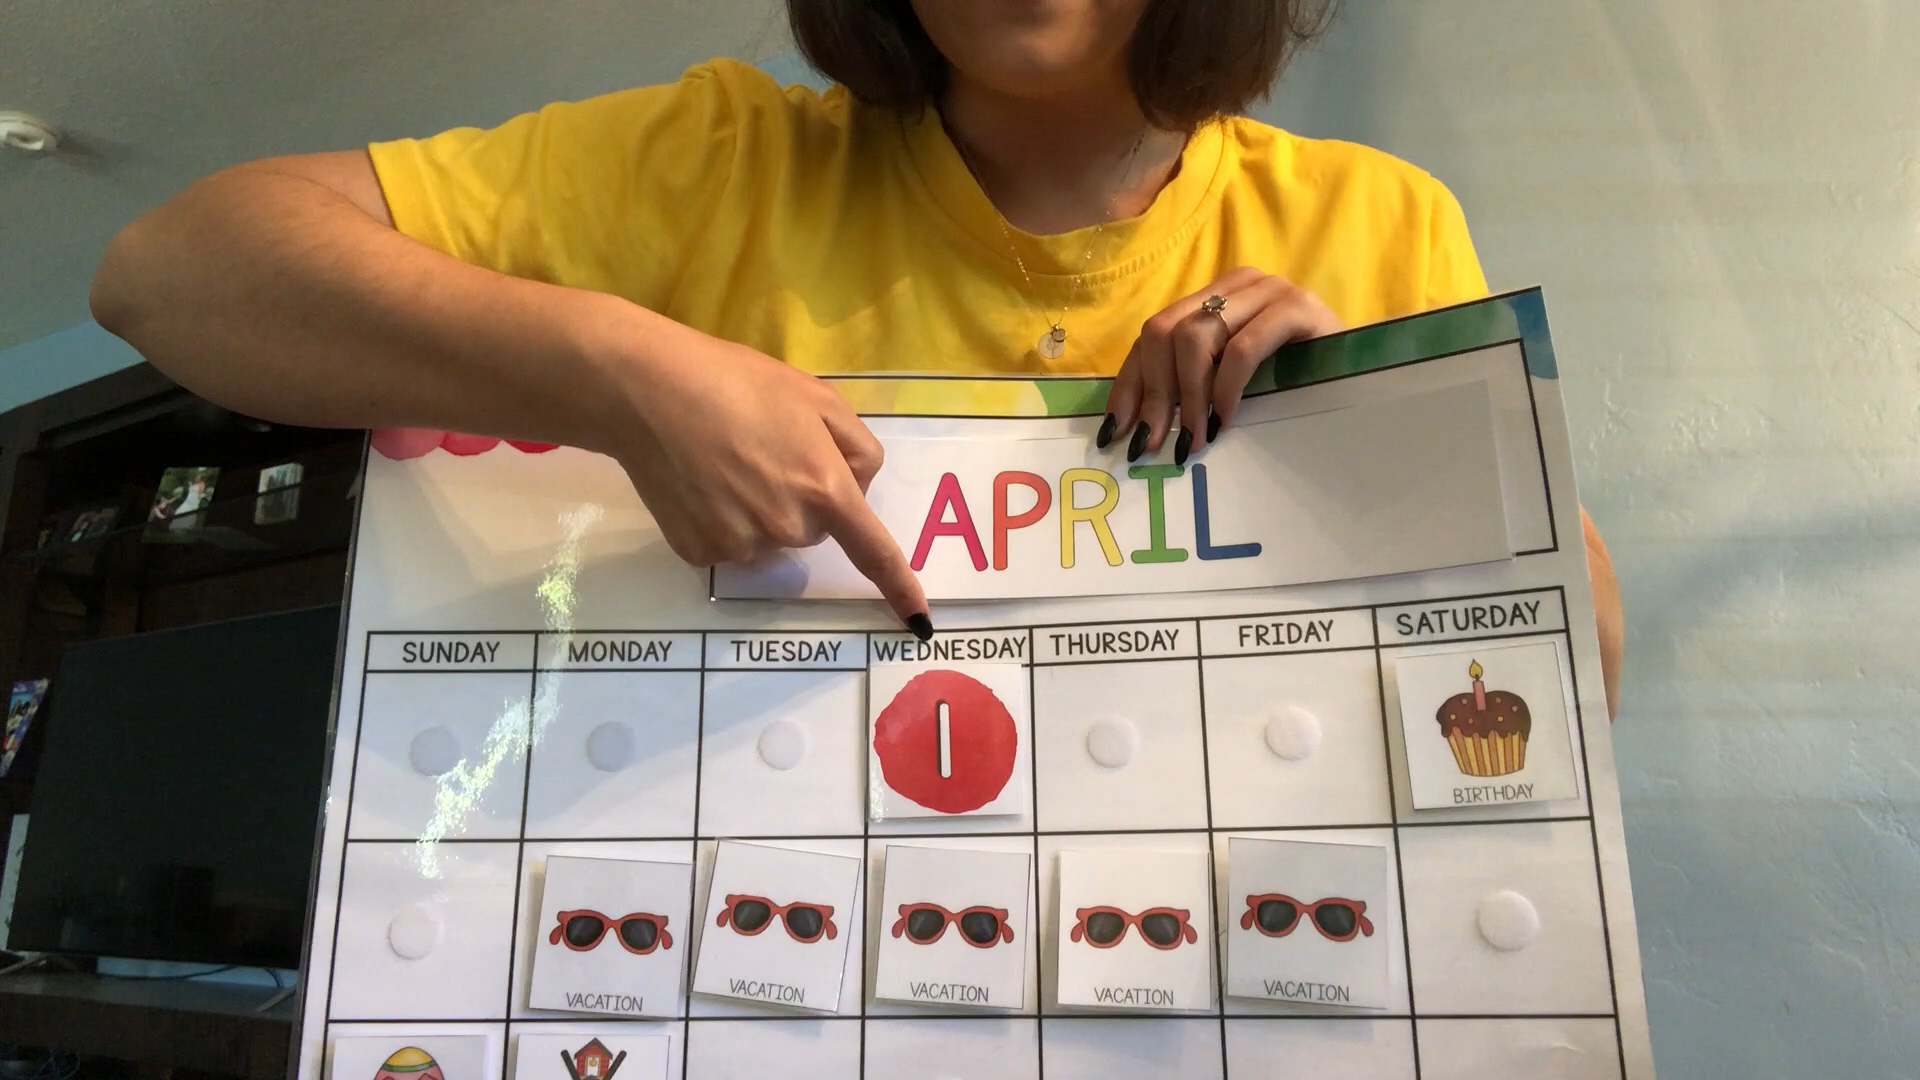 APRIL
SUNDAY MONDAY TUESDAY WEDNESDAY THURSDAY FRIDAY SATURDAY
1
BIRTHDAY
VACATION VACATION VACATION VACATION VACATION